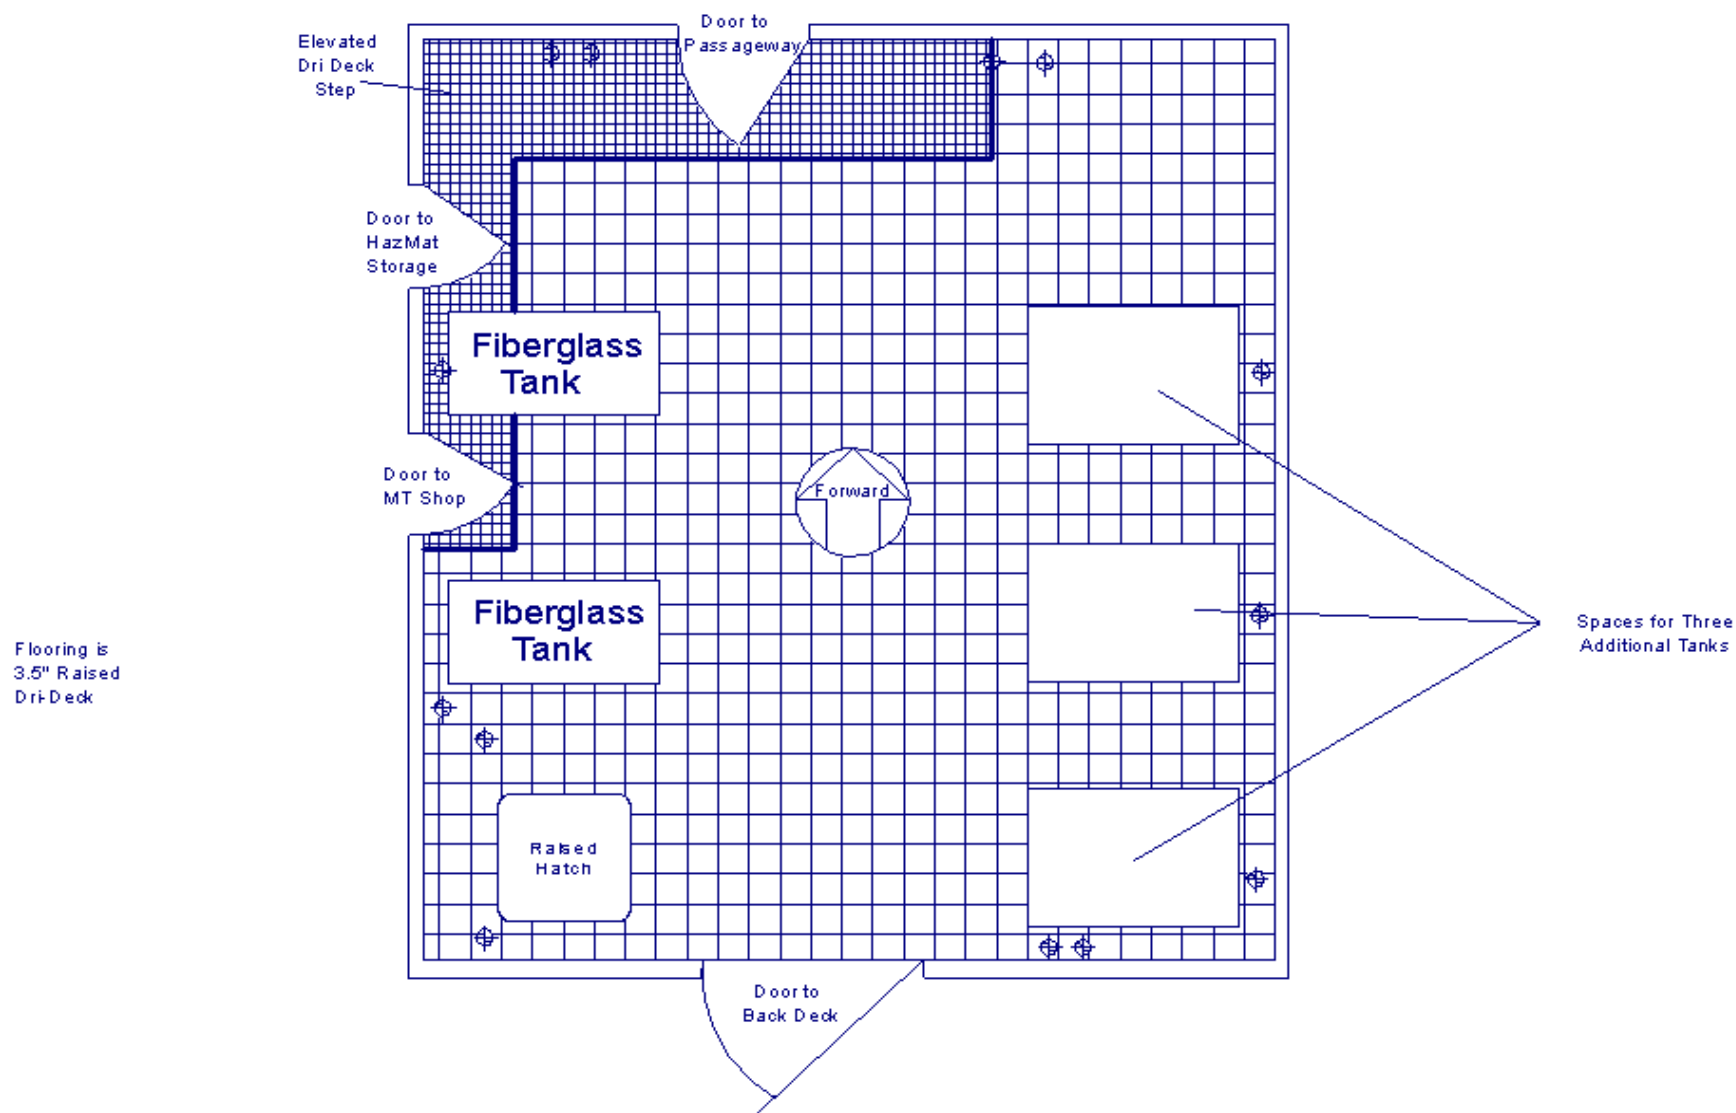 Door to
Passageway
Elevated
Dri Deck
Step
Door to
HazMat
Storage
Fiberglass
Tank
Door to
MT Shop
Forward
Fiberglass
Tank
Spaces for Three
Additional Tanks
Flooring is
3.5" Raised
Dri-Deck
Raised
Hatch
Door to
Back Deck